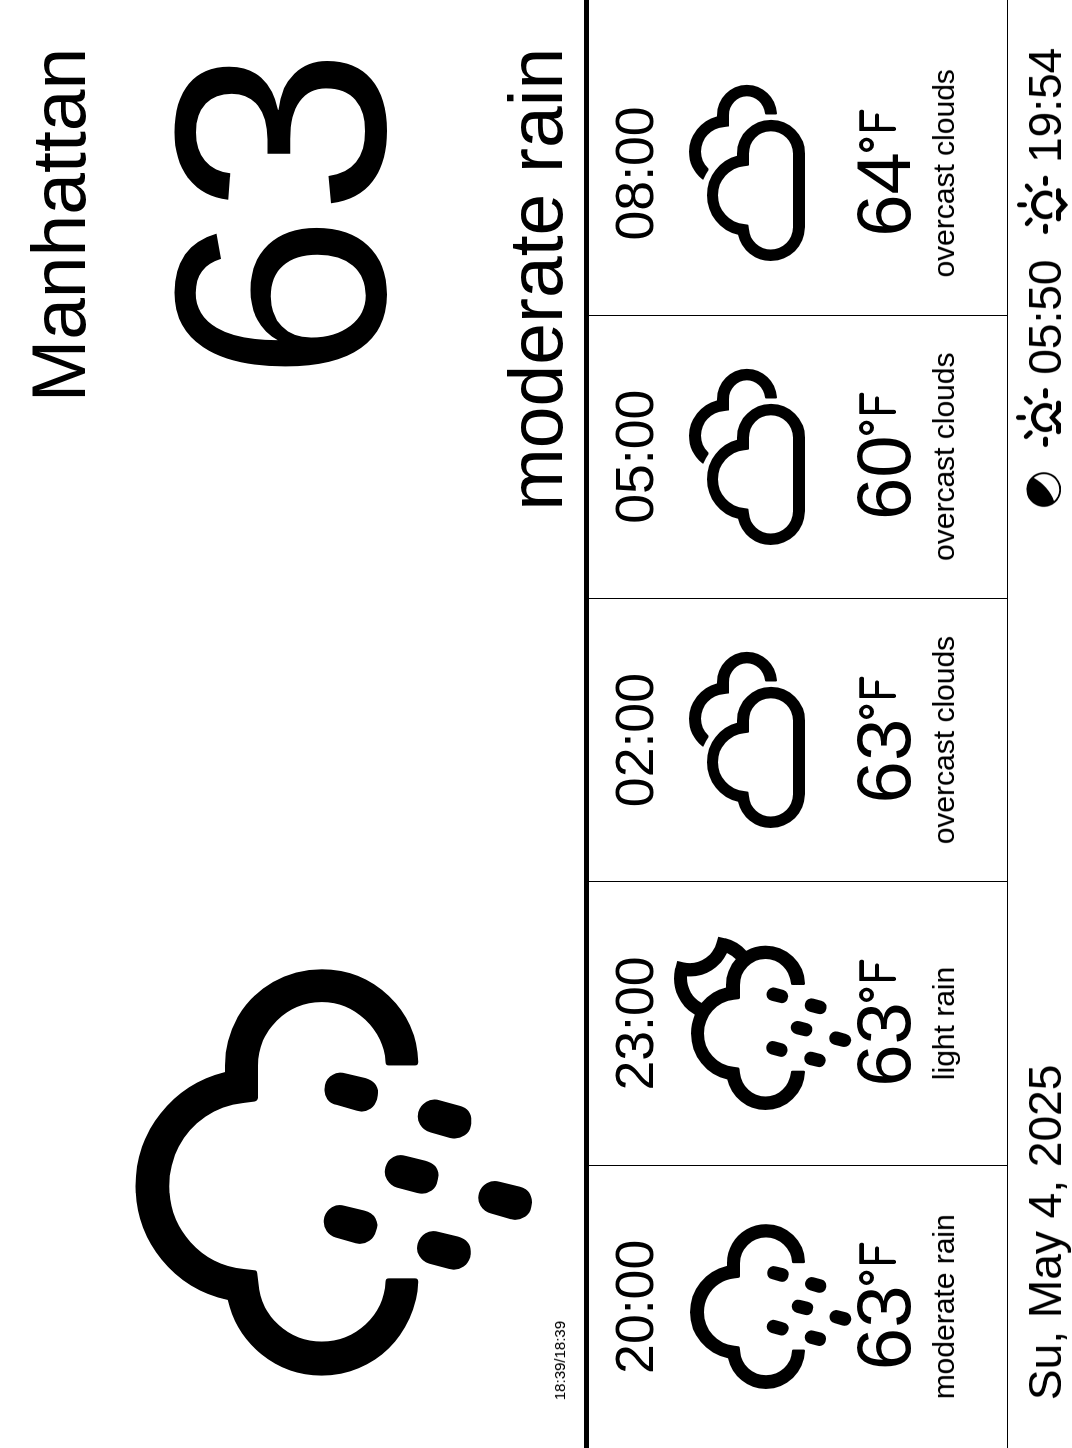 Manhattan
63
moderate rain
18:39/18:39
20:00
63°F
moderate rain
23:00
63°F
light rain
02:00
63°F
overcast clouds
05:00
60°F
overcast clouds
08:00
64°F
overcast clouds
Su, May 4, 2025
05:50 19:54